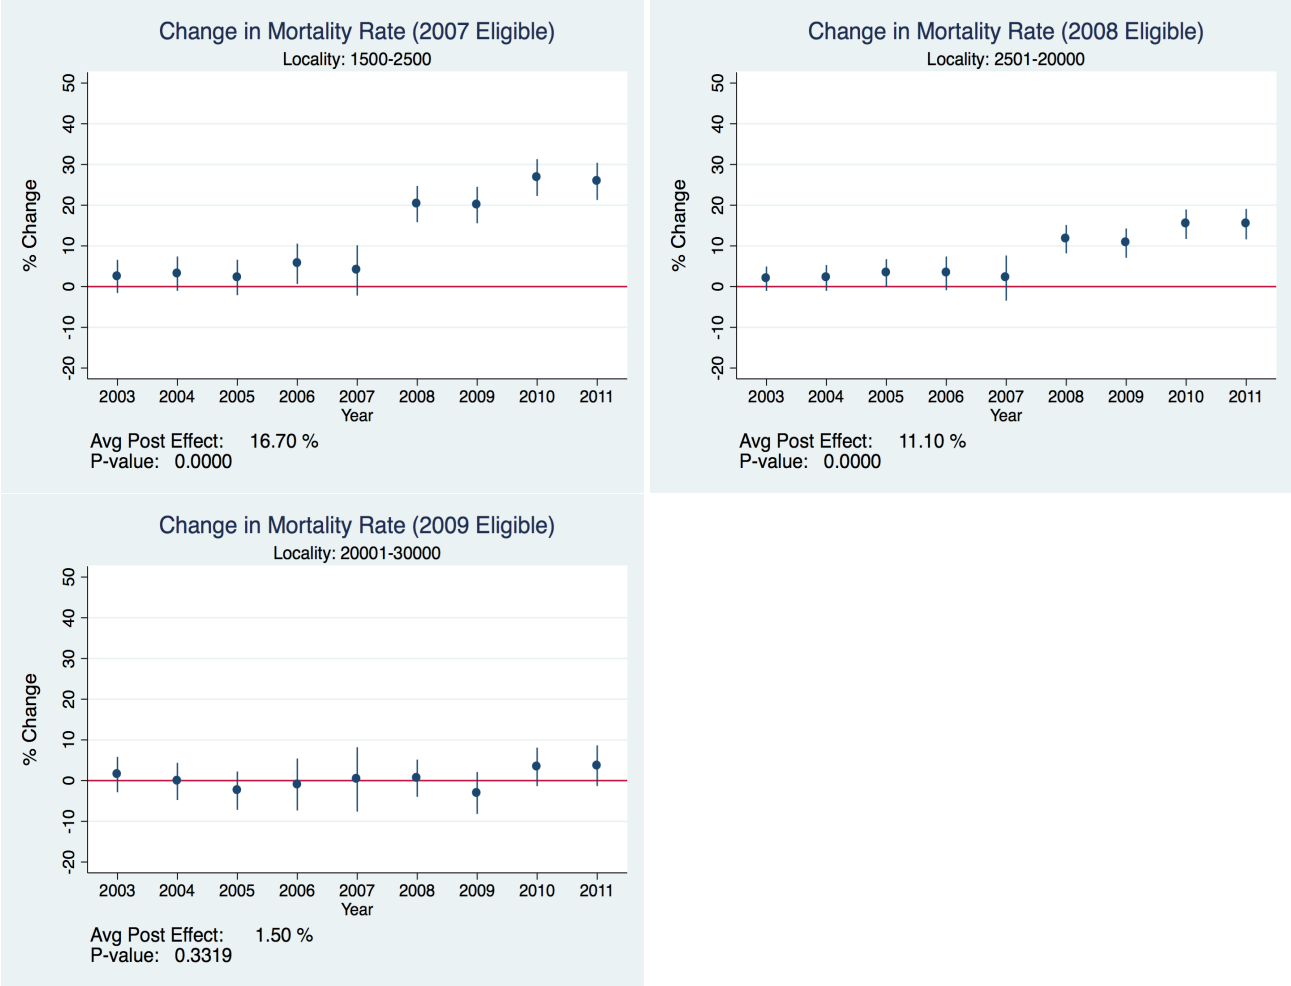 Change in Mortality Rate (2007 Eligible)
Locality: 1500-2500
% Change
50
40
30
20
10
0
-10
-20
2003 2004 2005 2006 2007 2008 2009 2010 2011
Year
Avg Post Effect: 16.70 %
P-value: 0.0000
Change in Mortality Rate (2008 Eligible)
Locality: 2501-20000
% Change
50
40
30
20
10
0
-10
-20
2003 2004 2005 2006 2007 2008 2009 2010 2011
Year
Avg Post Effect: 11.10 %
P-value: 0.0000
Change in Mortality Rate (2009 Eligible)
Locality: 20001-30000
% Change
50
40
30
20
10
0
-10
-20
2003 2004 2005 2006 2007 2008 2009 2010 2011
Year
Avg Post Effect: 1.50 %
P-value: 0.3319